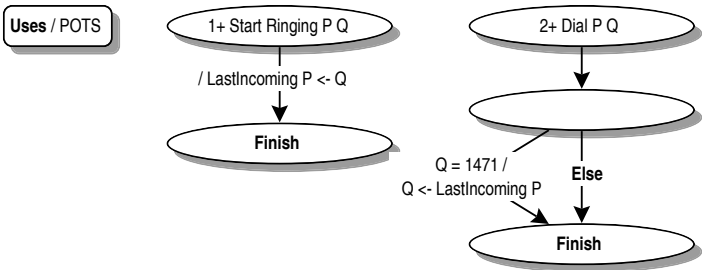 Uses / POTS
1+ Start Ringing P Q
/ LastIncoming P <- Q
Finish
2+ Dial P Q
Q = 1471 /
Q <- LastIncoming P
Else
Finish